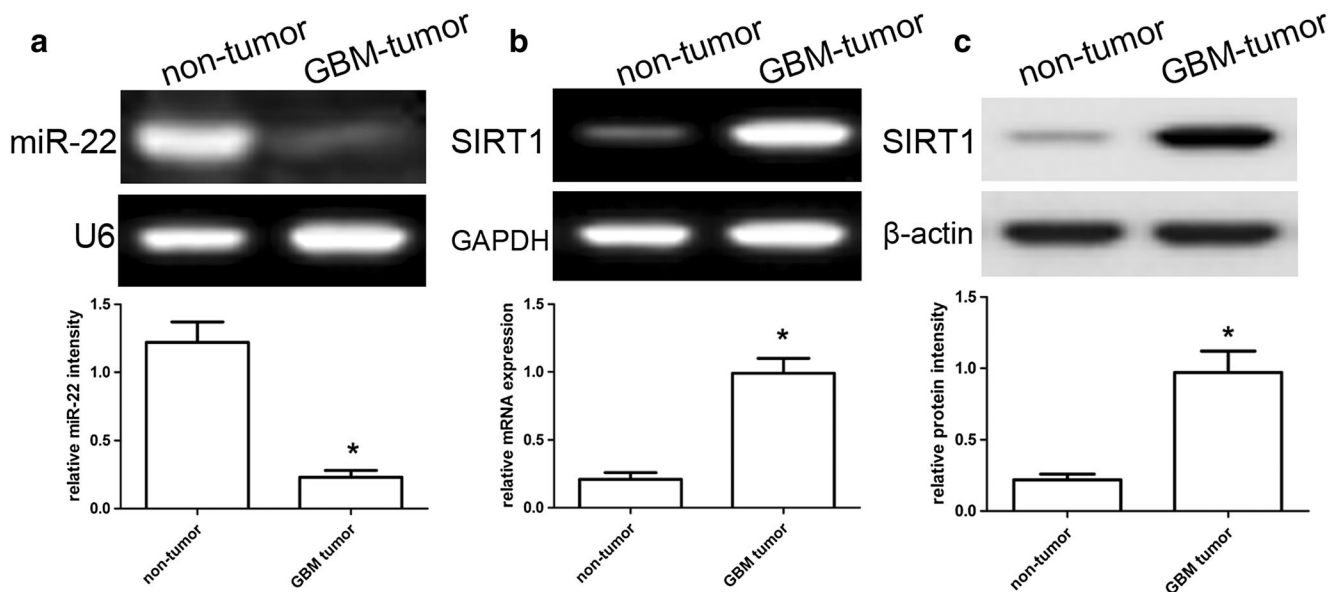 a
non-tumor
GBM-tumor
miR-22
U6
relative miR-22 intensity
1.5
1.0
0.5
0.0
*
non-tumor
GBM tumor
b
non-tumor
GBM-tumor
SIRT1
GAPDH
relative mRNA expression
1.5
1.0
0.5
0.0
*
non-tumor
GBM tumor
c
non-tumor
GBM-tumor
SIRT1
β-actin
relative protein intensity
1.5
1.0
0.5
0.0
*
non-tumor
GBM tumor